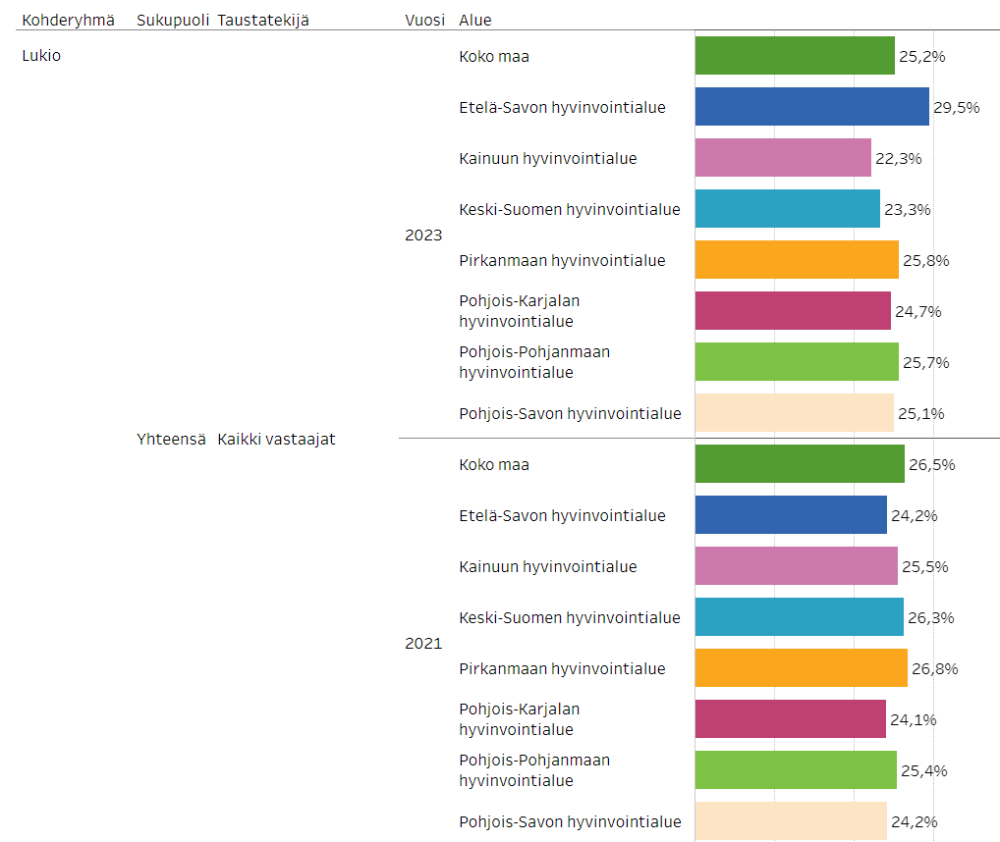 Kohderyhmä Sukupuoli Taustatekijä Vuosi Alue
Lukio
Koko maa 25,2%
Etelä-Savon hyvinvointialue 29,5%
Kainuun hyvinvointialue 22,3%
Keski-Suomen hyvinvointialue 23,3%
2023
Pirkanmaan hyvinvointialue 25,8%
Pohjois-Karjalan
hyvinvointialue 24,7%
Pohjois-Pohjanmaan
hyvinvointialue 25,7%
Pohjois-Savon hyvinvointialue 25,1%
Yhteensä Kaikki vastaajat
Koko maa 26,5%
Etelä-Savon hyvinvointialue 24,2%
Kainuun hyvinvointialue 25,5%
Keski-Suomen hyvinvointialue 26,3%
2021
Pirkanmaan hyvinvointialue 26,8%
Pohjois-Karjalan
hyvinvointialue 24,1%
Pohjois-Pohjanmaan
hyvinvointialue 25,4%
Pohjois-Savon hyvinvointialue 24,2%